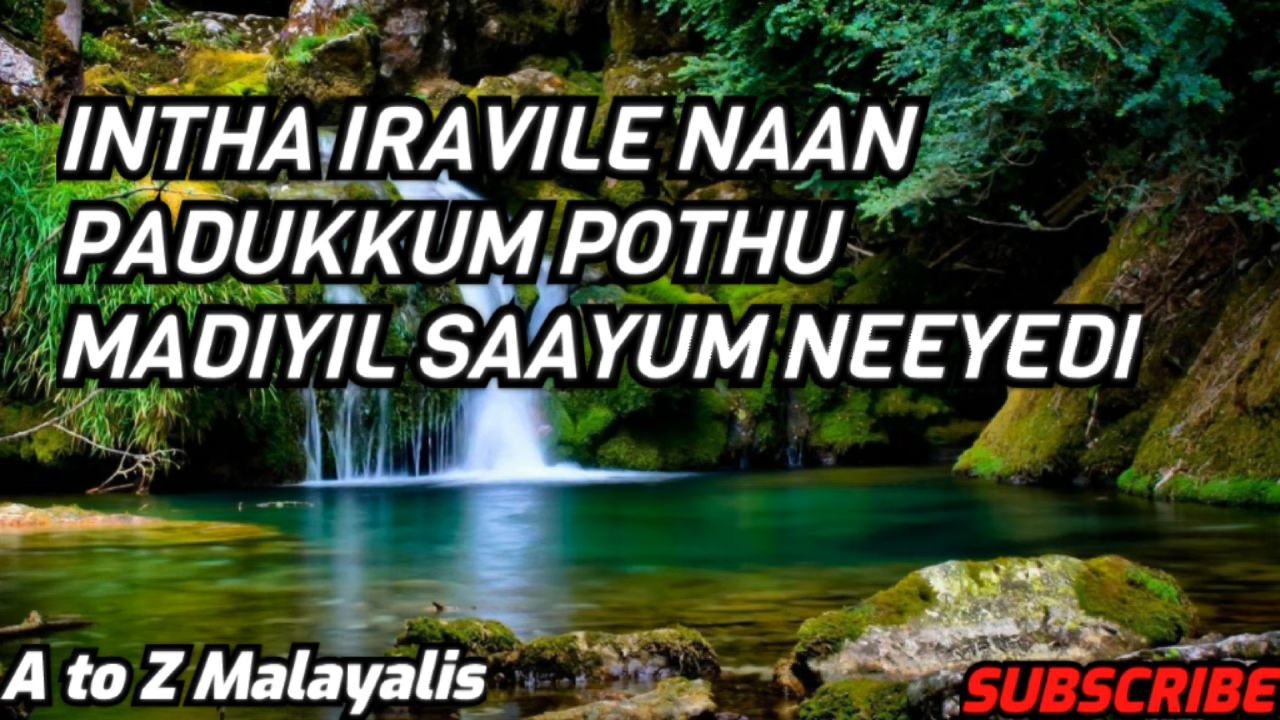 INTHA IRAVILE NAAN
PADUKKUM POTHU
MADIYIL SAAYUM NEEYEDI
A to Z Malayalis
SUBSCRIBE